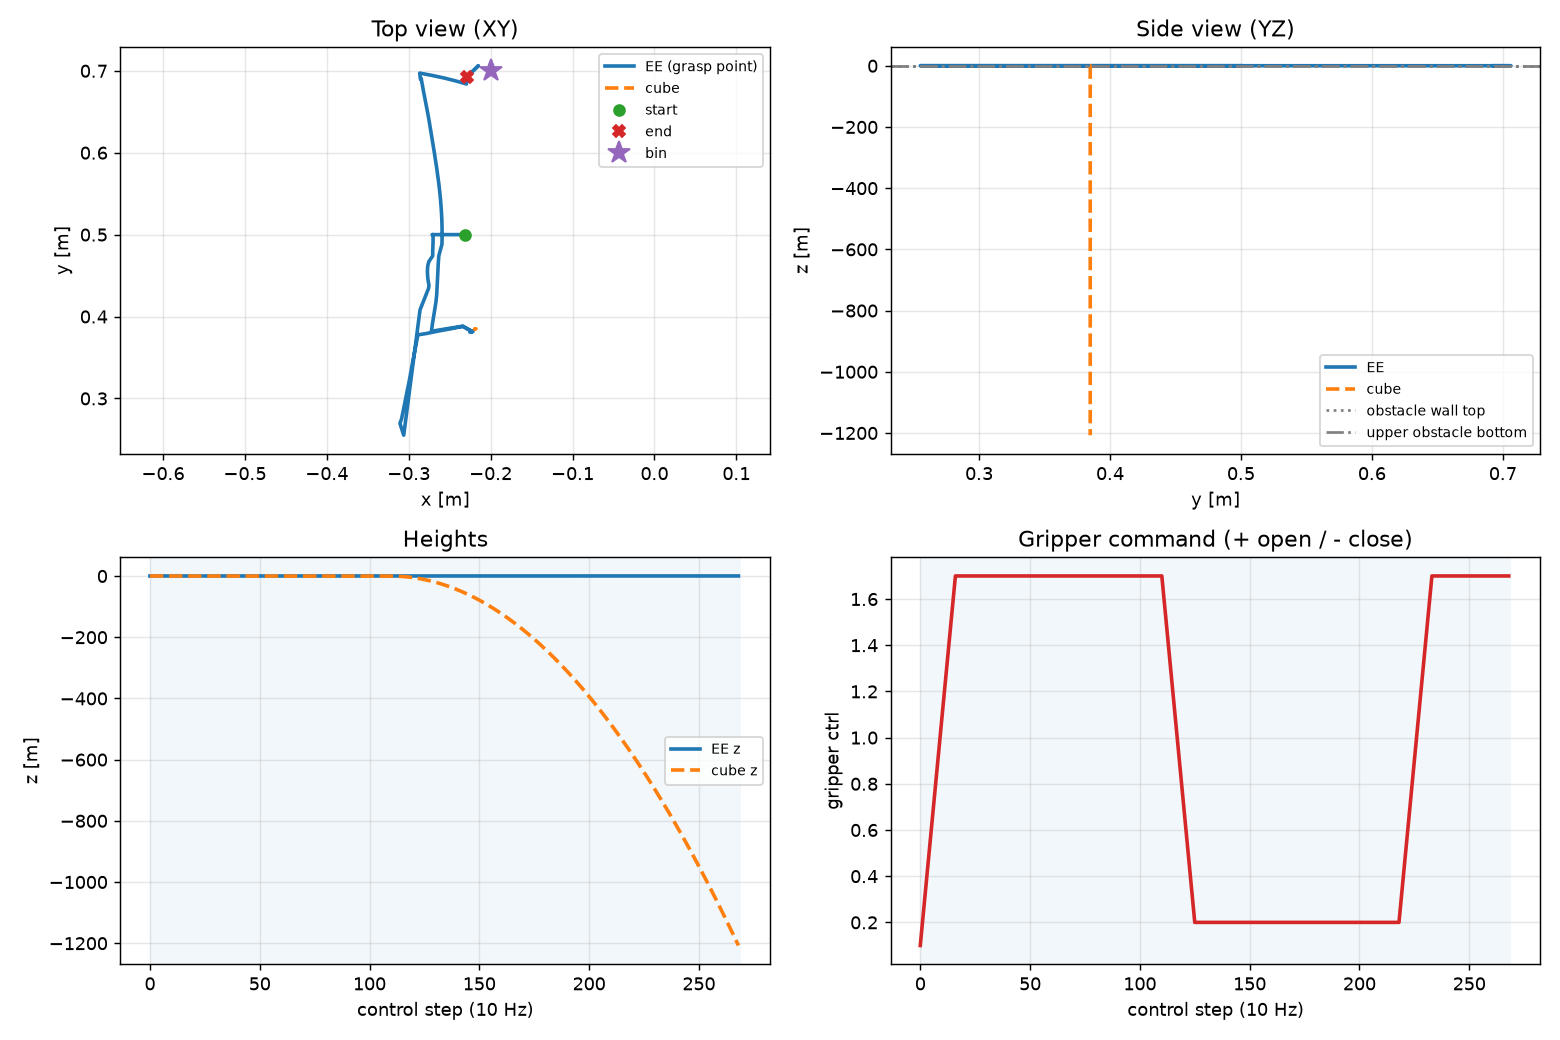 Top view (XY)
EE (grasp point)
cube
start
end
bin
0.7
0.6
0.5
0.4
0.3
y [m]
−0.6
−0.5
−0.4
−0.3
−0.2
−0.1
0.0
0.1
x [m]
Side view (YZ)
0
−200
−400
−600
−800
−1000
−1200
z [m]
EE
cube
obstacle wall top
upper obstacle bottom
0.3
0.4
0.5
0.6
0.7
y [m]
Heights
0
−200
−400
−600
−800
−1000
−1200
z [m]
EE z
cube z
0
50
100
150
200
250
control step (10 Hz)
Gripper command (+ open / - close)
1.6
1.4
1.2
1.0
0.8
0.6
0.4
0.2
gripper ctrl
0
50
100
150
200
250
control step (10 Hz)